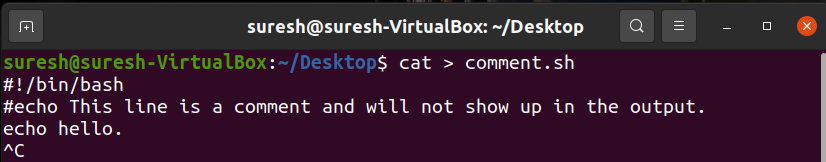 suresh@suresh-VirtualBox: ~/Desktop
suresh@suresh-VirtualBox:~/Desktop$ cat > comment.sh
#!/bin/bash
#echo This line is a comment and will not show up in the output.
echo hello.
^C